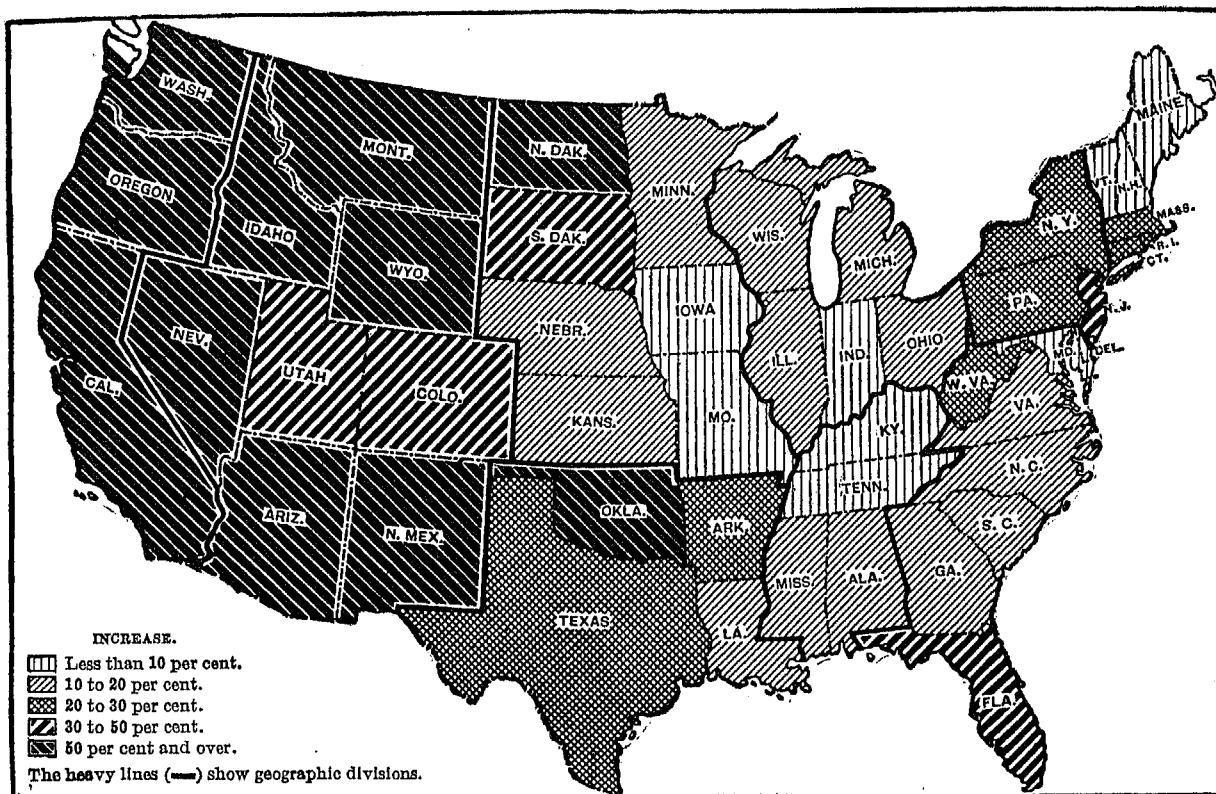 WASH.
MONT.
N. DAK.
MINN.
MAINE
VT.
N.H.
OREGON
IDAHO
S. DAK.
WIS.
MICH.
N.Y.
MASS.
R. I.
CT.
WYO.
NEBR.
IOWA
PA.
N.J.
NEV.
UTAH
COLO.
ILL.
IND.
OHIO
MD.
DEL.
CAL.
KANS.
MO.
W. VA.
VA.
KY.
N. C.
TENN.
ARIZ.
N. MEX.
OKLA.
ARK.
S. C.
TEXAS
MISS.
ALA.
GA.
LA.
FLA.
INCREASE.
Less than 10 per cent.
10 to 20 per cent.
20 to 30 per cent.
30 to 50 per cent.
50 per cent and over.
The heavy lines (▬) show geographic divisions.